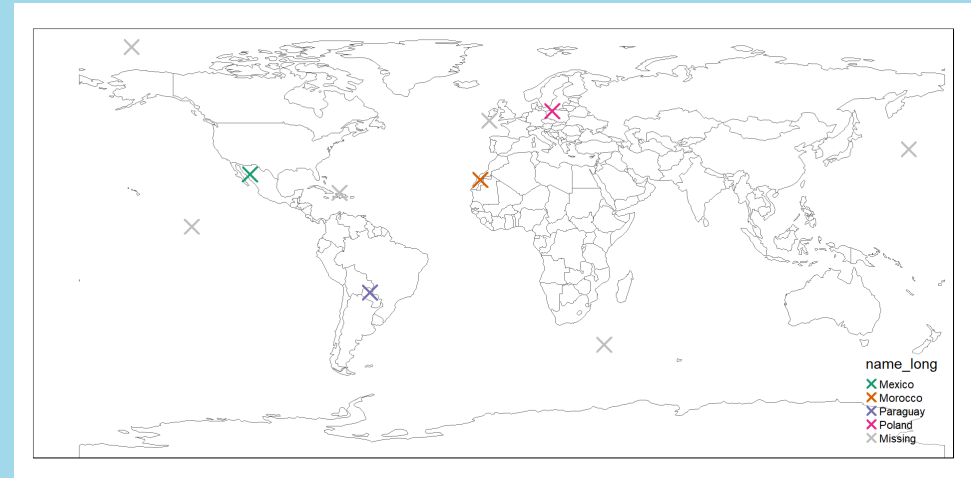 name_long
Mexico
Morocco
Paraguay
Poland
Missing